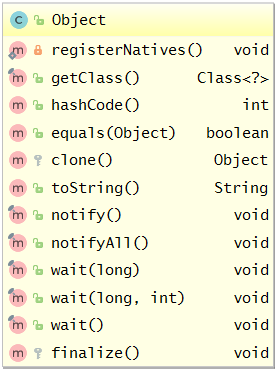 Object
registerNatives() void
getClass() Class<?>
hashCode() int
equals(Object) boolean
clone() Object
toString() String
notify() void
notifyAll() void
wait(long) void
wait(long, int) void
wait() void
finalize() void